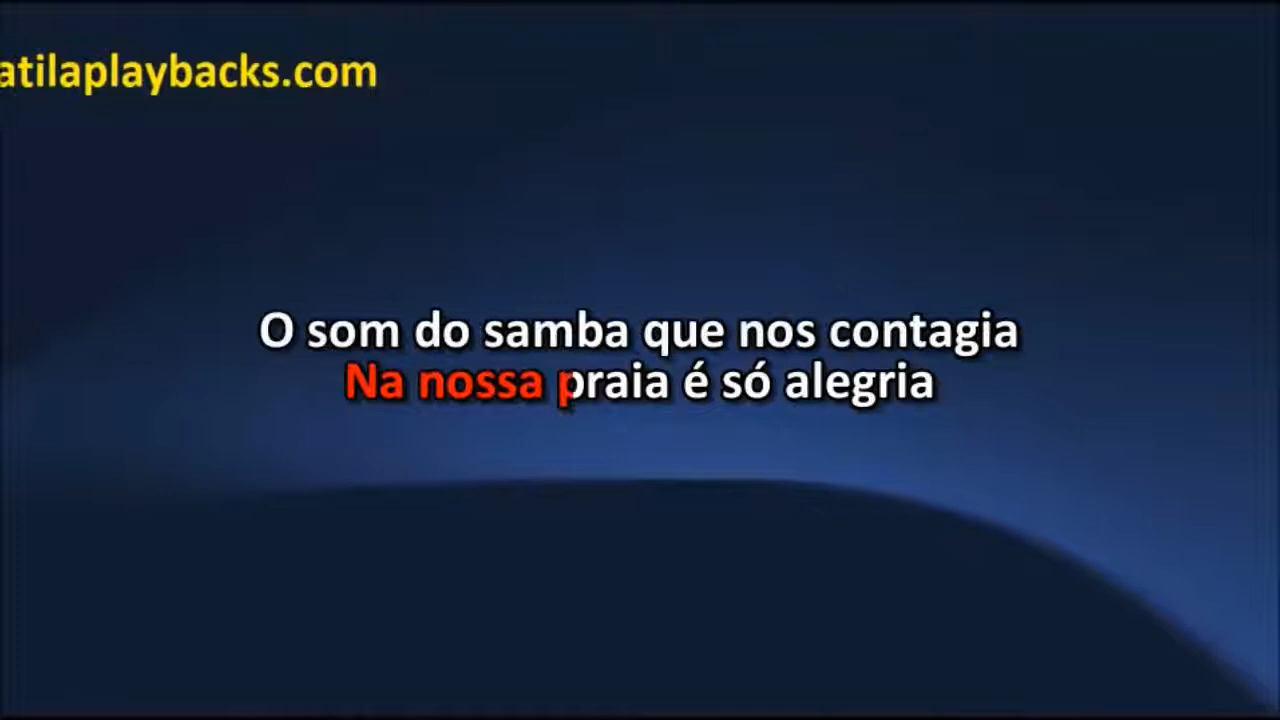 atilaplaybacks.com
O som do samba que nos contagia
Na nossa praia é só alegria